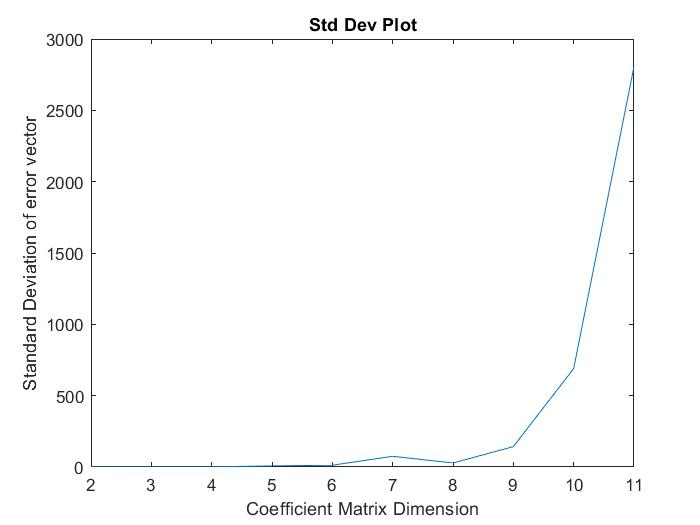 Std Dev Plot
3000
2500
2000
1500
1000
500
0
Standard Deviation of error vector
2 3 4 5 6 7 8 9 10 11
Coefficient Matrix Dimension